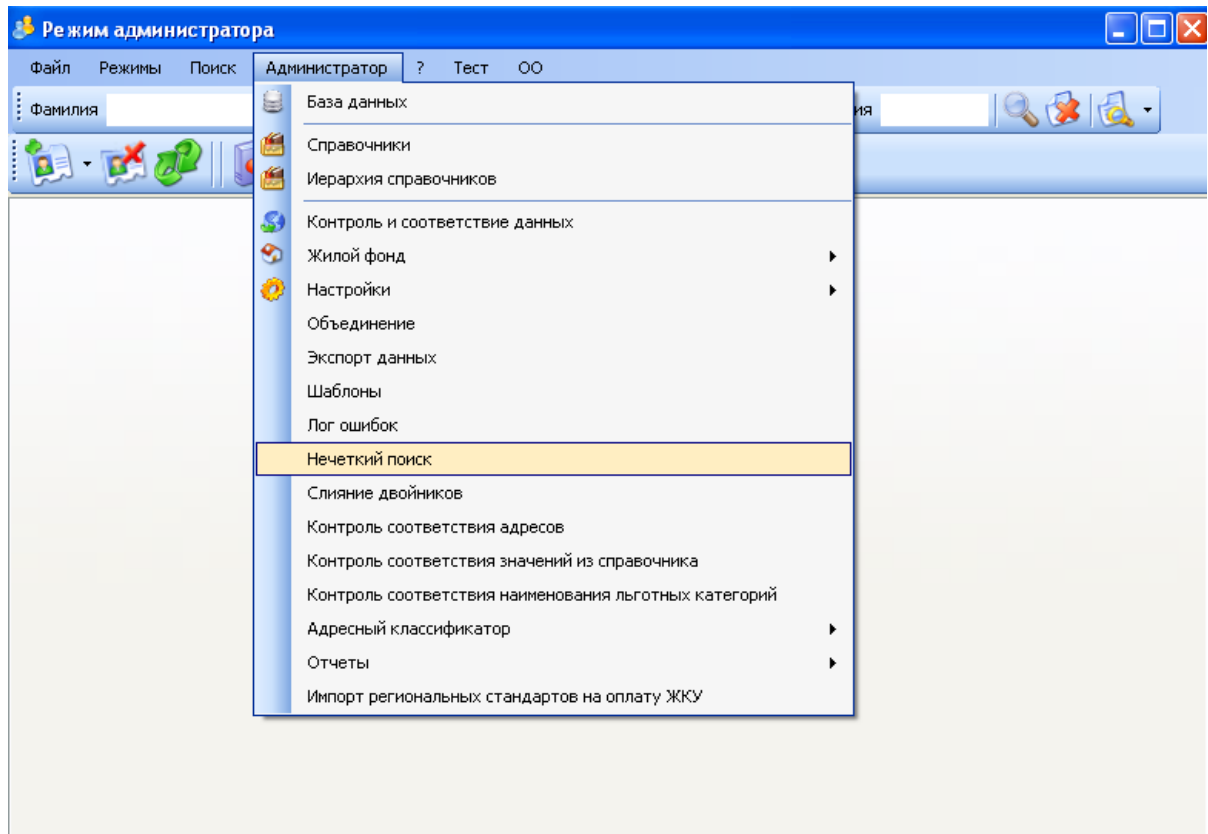 Режим администратора
Файл Режимы Поиск Администратор ? Тест ОО
Фамилия ия
База данных
Справочники
Иерархия справочников
Контроль и соответствие данных
Жилой фонд
Настройки
Объединение
Экспорт данных
Шаблоны
Лог ошибок
Нечеткий поиск
Слияние двойников
Контроль соответствия адресов
Контроль соответствия значений из справочника
Контроль соответствия наименования льготных категорий
Адресный классификатор
Отчеты
Импорт региональных стандартов на оплату ЖКУ